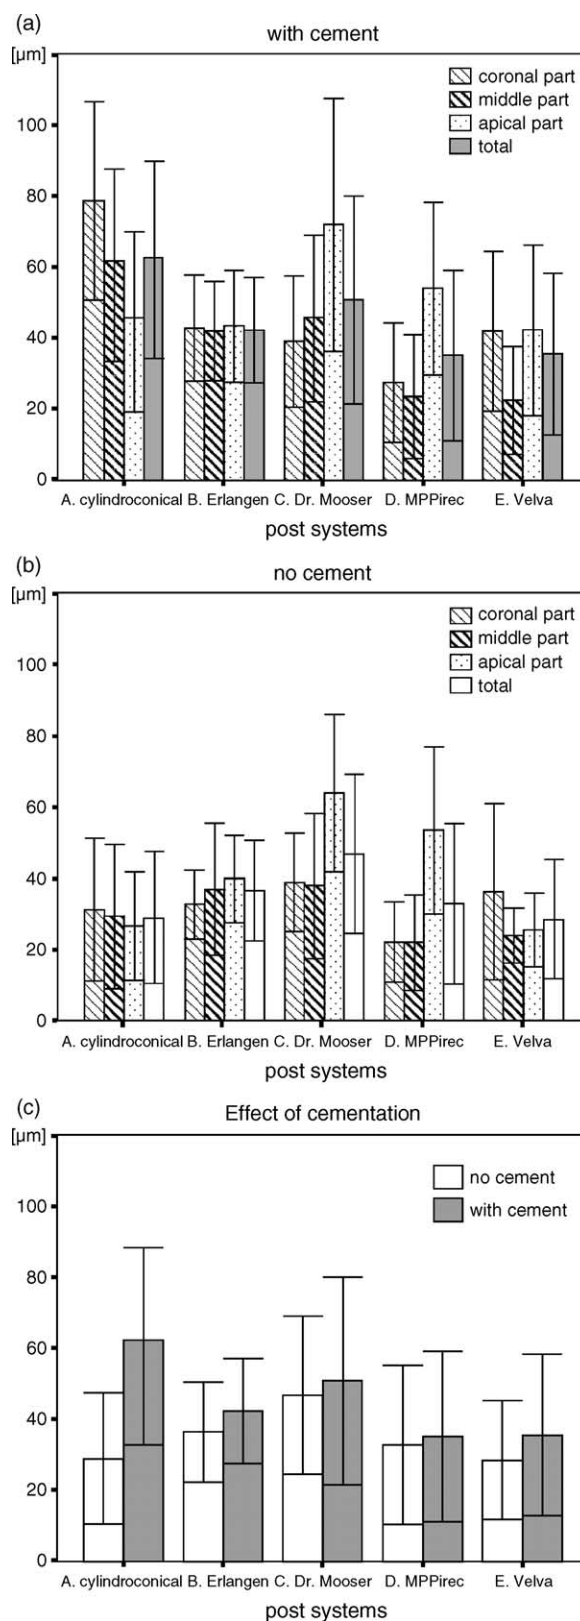 (a)
with cement
[µm]
coronal part
middle part
apical part
total
100
80
60
40
20
0
A. cylindroconical B. Erlangen C. Dr. Mooser D. MPPirec E. Velva
post systems
(b)
no cement
[µm]
coronal part
middle part
apical part
total
100
80
60
40
20
0
A. cylindroconical B. Erlangen C. Dr. Mooser D. MPPirec E. Velva
post systems
(c)
Effect of cementation
[µm]
no cement
with cement
100
80
60
40
20
0
A. cylindroconical B. Erlangen C. Dr. Mooser D. MPPirec E. Velva
post systems